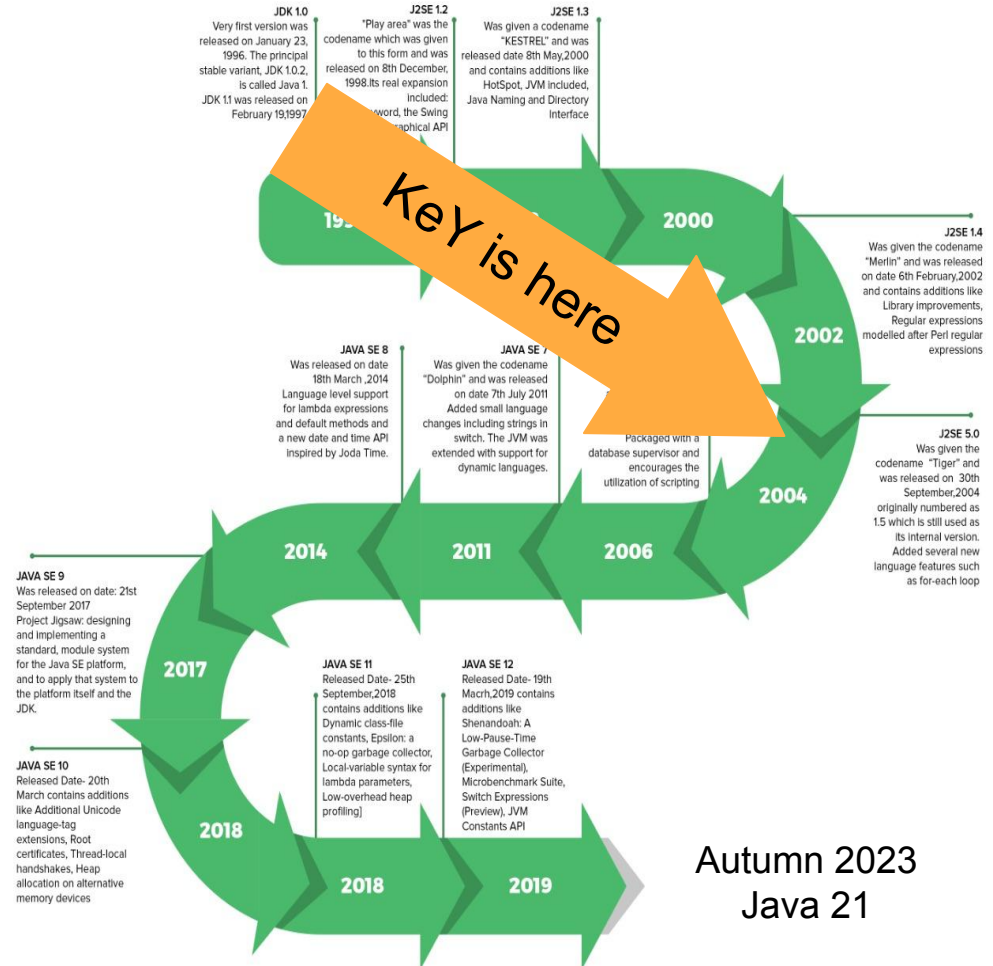 JDK 1.0
Very first version was
released on January 23,
1996. The principal
stable variant, JDK 1.0.2,
is called Java 1.
JDK 1.1 was released on
February 19,1997
J2SE 1.2
"Play area" was the
codename which was given
to this form and was
released on 8th December,
1998.Its real expansion
included:
the Swing
API
J2SE 1.3
Was given a codename
"KESTREL" and was
released date 8th May,2000
and contains additions like
HotSpot, JVM included,
Java Naming and Directory
Interface
KeY is here
2000
J2SE 1.4
Was given the codename
"Merlin" and was released
on date 6th February,2002
and contains additions like
Library improvements,
Regular expressions
modelled after Perl regular
expressions
2002
JAVA SE 8
Was released on date
18th March ,2014
Language level support
for lambda expressions
and default methods and
a new date and time API
inspired by Joda Time.
JAVA SE 7
Was given the codename
"Dolphin" and was released
on date 7th July 2011
Added small language
changes including strings in
switch. The JVM was
extended with support for
dynamic languages.
Packaged with a
database supervisor and
encourages the
utilization of scripting
J2SE 5.0
Was given the
codename "Tiger" and
was released on 30th
September,2004
originally numbered as
1.5 which is still used as
its internal version.
Added several new
language features such
as for-each loop
2004
2014
2011
2006
JAVA SE 9
Was released on date: 21st
September 2017
Project Jigsaw: designing
and implementing a
standard, module system
for the Java SE platform,
and to apply that system to
the platform itself and the
JDK.
2017
JAVA SE 11
Released Date- 25th
September,2018
contains additions like
Dynamic class-file
constants, Epsilon: a
no-op garbage collector,
Local-variable syntax for
lambda parameters,
Low-overhead heap
profiling]
JAVA SE 12
Released Date- 19th
Macrh,2019 contains
additions like
Shenandoah: A
Low-Pause-Time
Garbage Collector
(Experimental),
Microbenchmark Suite,
Switch Expressions
(Preview), JVM
Constants API
JAVA SE 10
Released Date- 20th
March contains additions
like Additional Unicode
language-tag
extensions, Root
certificates, Thread-local
handshakes, Heap
allocation on alternative
memory devices
2018
2018
2019
Autumn 2023
Java 21